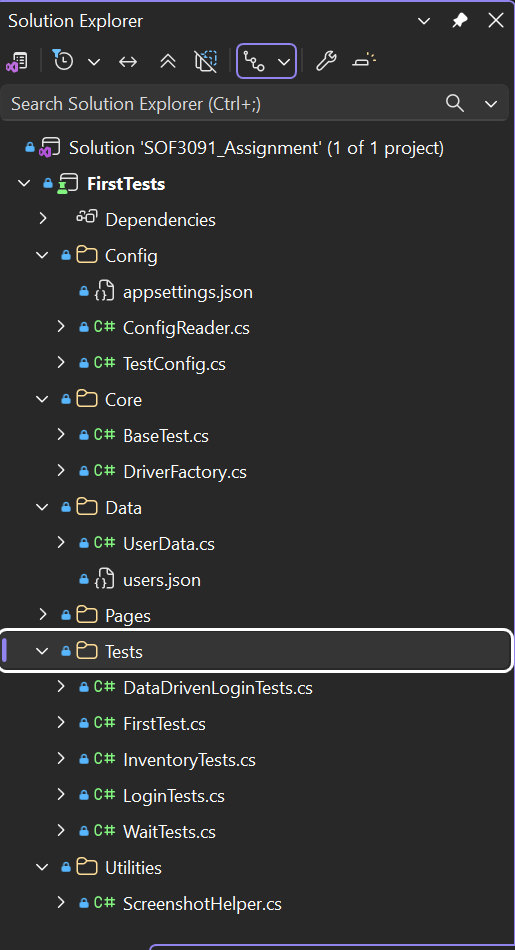 Solution Explorer
Search Solution Explorer (Ctrl+;)
Solution 'SOF3091_Assignment' (1 of 1 project)
FirstTests
Dependencies
Config
appsettings.json
C# ConfigReader.cs
C# TestConfig.cs
Core
C# BaseTest.cs
C# DriverFactory.cs
Data
C# UserData.cs
users.json
Pages
Tests
C# DataDrivenLoginTests.cs
C# FirstTest.cs
C# InventoryTests.cs
C# LoginTests.cs
C# WaitTests.cs
Utilities
C# ScreenshotHelper.cs